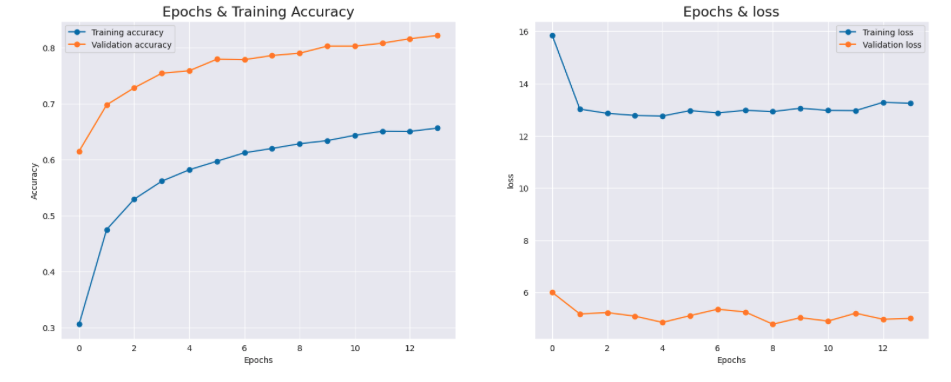 Epochs & Training Accuracy
Training accuracy
Validation accuracy
0.8
0.7
0.6
0.5
0.4
0.3
Accuracy
0 2 4 6 8 10 12
Epochs
Epochs & loss
Training loss
Validation loss
16
14
12
10
8
6
loss
0 2 4 6 8 10 12
Epochs